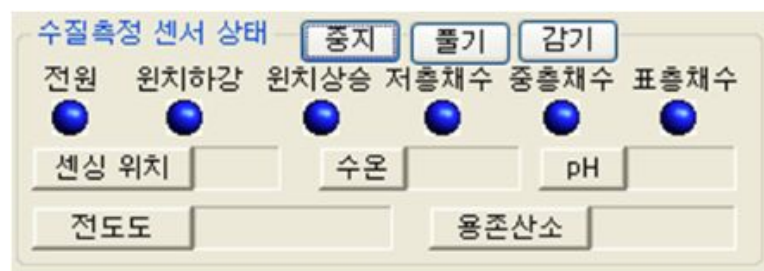 수질측정 센서 상태 중지 풀기 감기
전원 윈치하강 윈치상승 저층채수 중층채수 표층채수
센싱 위치 수온 pH
전도도 용존산소